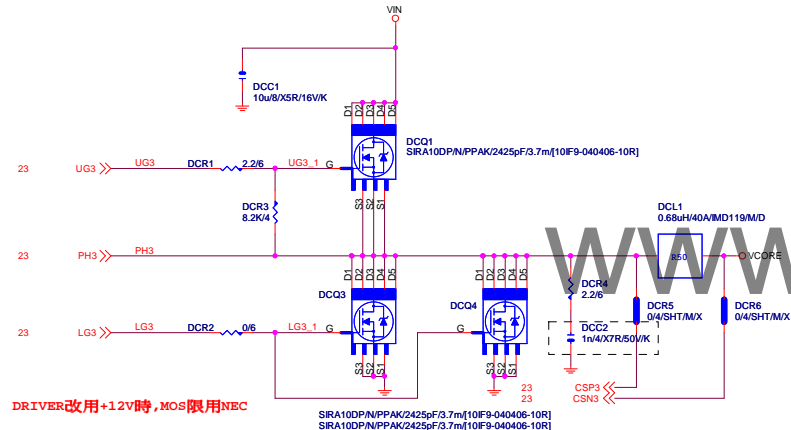 VIN
DCC1
10u/8/X5R/16V/K
D1
D2
D3
D4
D5
DCQ1
SIRA10DP/N/PPAK/2425pF/3.7m/[10IF9-040406-10R]
23
UG3
UG3
DCR1
2.2/6
UG3_1
G
S3
S2
S1
DCR3
8.2K/4
DCL1
0.68uH/40A/IMD119/M/D
23
PH3
PH3
R50
VCORE
WWW
D1
D2
D3
D4
D5
D1
D2
D3
D4
D5
DCR4
2.2/6
DCQ3
DCQ4
DCR5
0/4/SHT/M/X
DCR6
0/4/SHT/M/X
23
LG3
LG3
DCR2
0/6
LG3_1
G
G
DCC2
1n/4/X7R/50V/K
S3
S2
S1
S3
S2
S1
23
CSP3
23
CSN3
DRIVER改用+12V時,MOS限用NEC
SIRA10DP/N/PPAK/2425pF/3.7m/[10IF9-040406-10R]
SIRA10DP/N/PPAK/2425pF/3.7m/[10IF9-040406-10R]